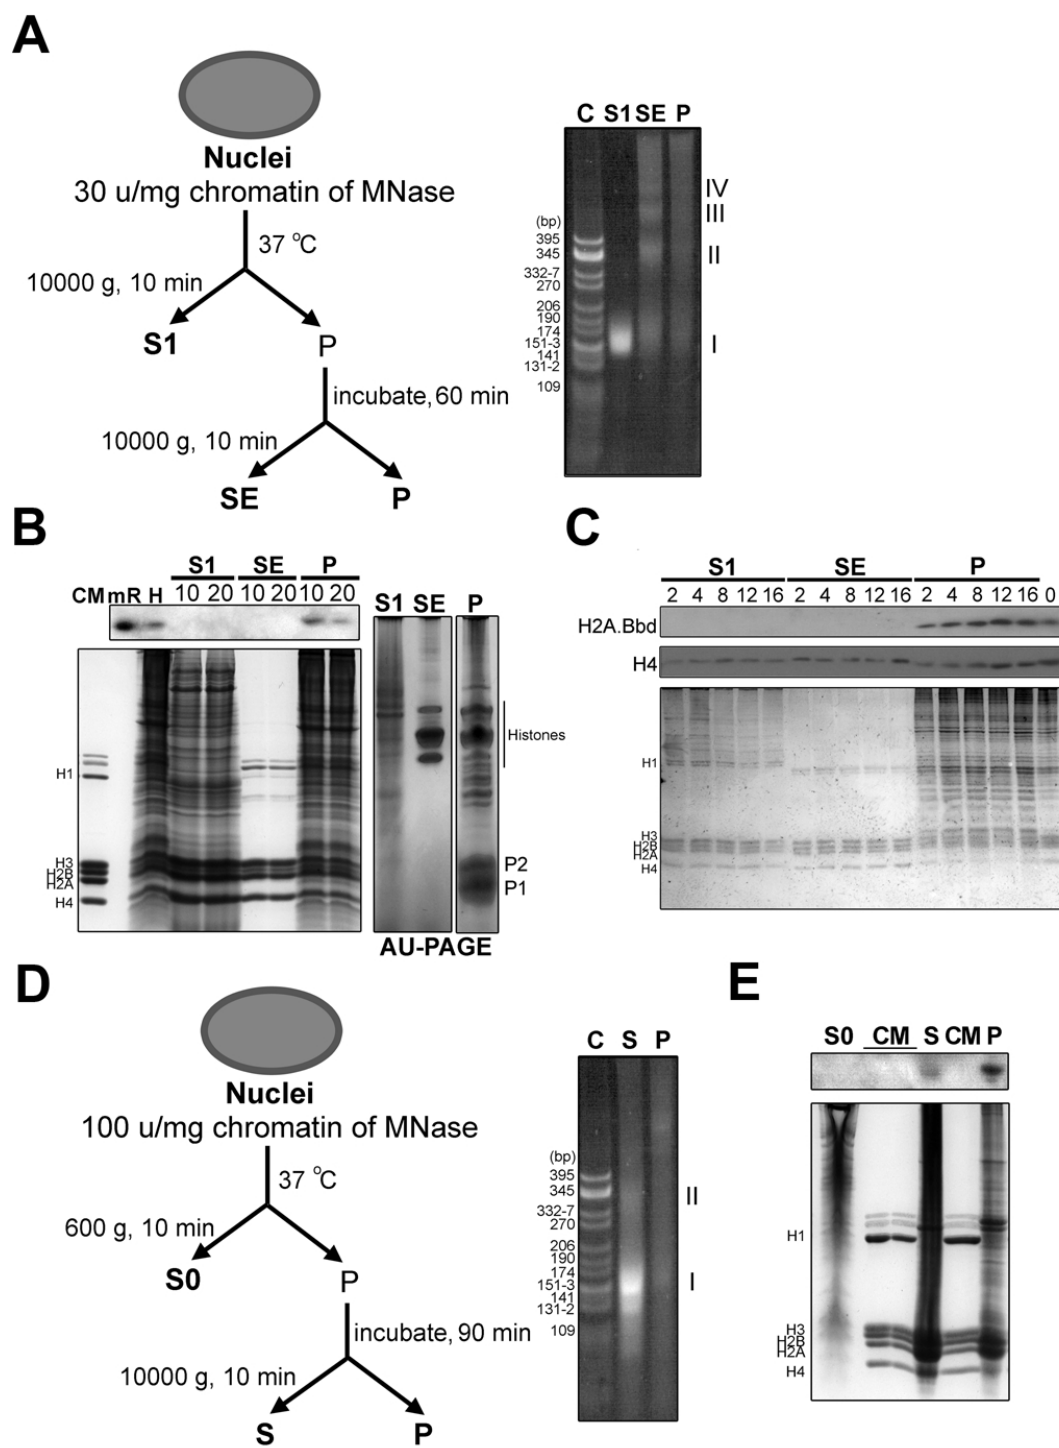 A
Nuclei
30 u/mg chromatin of MNase
37 °C
10000 g, 10 min
S1
P
incubate, 60 min
10000 g, 10 min
SE
P
C S1 SE P
(bp)
395
345
332-7
270
206
190
174
151-3
141
131-2
109
IV
III
II
I
B
S1 SE P
CM mR H 10 20 10 20 10 20
H1
H3
H2B
H2A
H4
S1 SE P
Histones
P2
P1
AU-PAGE
C
S1 SE P
2 4 8 12 16 2 4 8 12 16 2 4 8 12 16 0
H2A.Bbd
H4
H1
H3
H2B
H2A
H4
D
Nuclei
100 u/mg chromatin of MNase
37 °C
600 g, 10 min
S0
P
incubate, 90 min
10000 g, 10 min
S
P
C S P
(bp)
395
345
332-7
270
206
190
174
151-3
141
131-2
109
II
I
E
S0 CM S CM P
H1
H3
H2B
H2A
H4